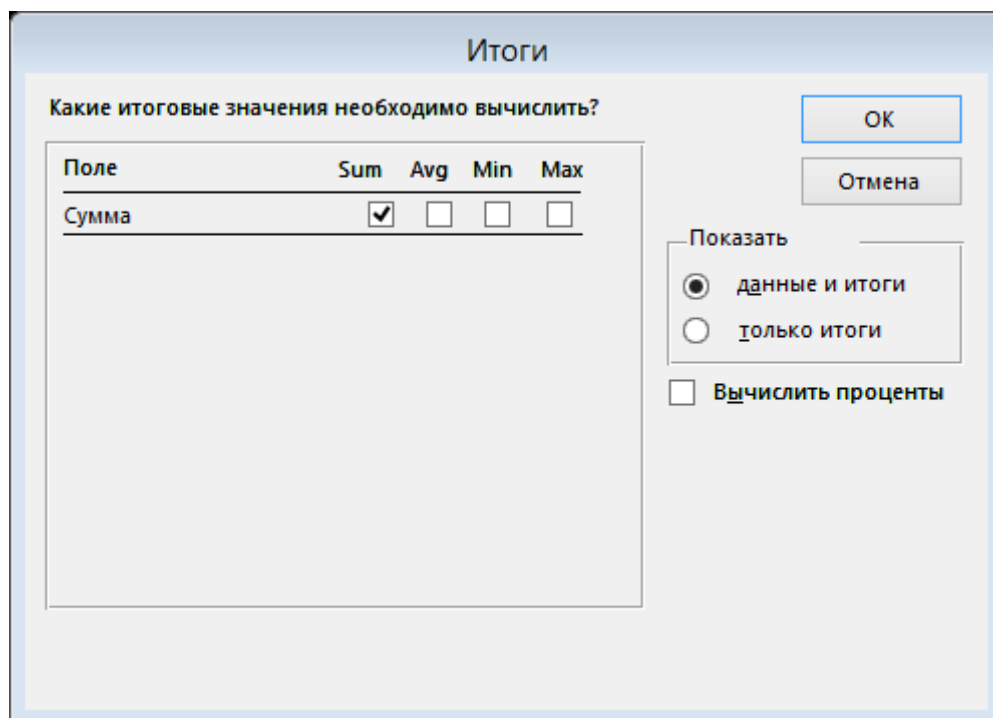 Итоги
Какие итоговые значения необходимо вычислить?
Поле Sum Avg Min Max
Сумма
ОК
Отмена
Показать
данные и итоги
только итоги
Вычислить проценты